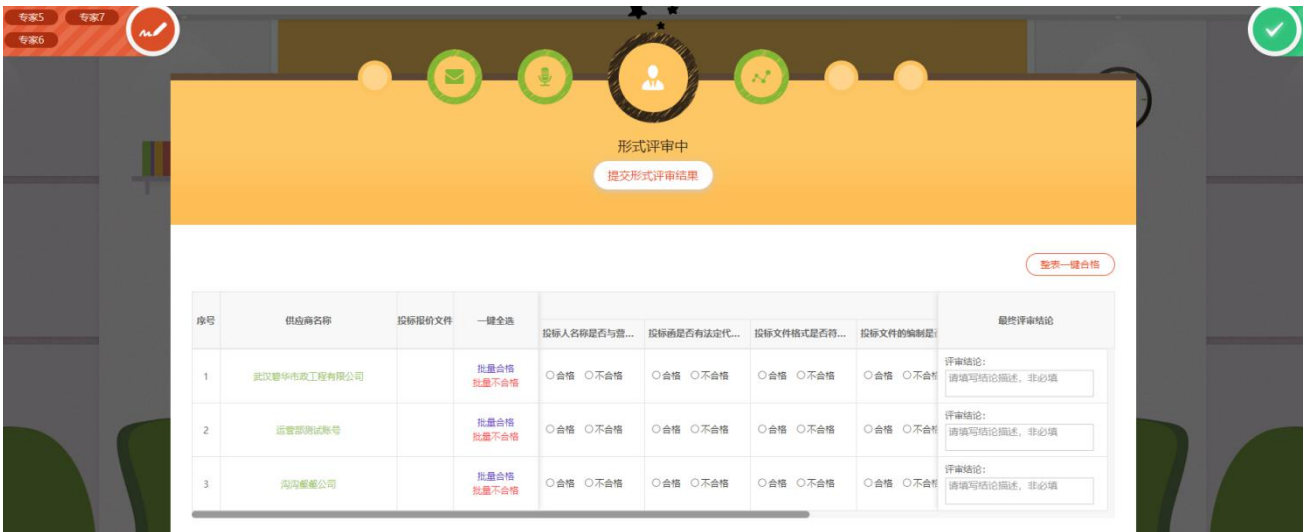 专家5 专家7
专家6
形式评审中
提交形式评审结果
整表一键合格
序号 供应商名称 投标报价文件 一键全选 最终评审结论
投标人名称是否与营... 投标函是否有法定代... 投标文件格式是否符... 投标文件的编制是
1 武汉碧华市政工程有限公司 批量合格 批量不合格 合格 不合格 合格 不合格 合格 不合格 合格 不合格 评审结论: 请填写结论描述，非必填
2 运营部测试账号 批量合格 批量不合格 合格 不合格 合格 不合格 合格 不合格 合格 不合格 评审结论: 请填写结论描述，非必填
3 批量合格 批量不合格 合格 不合格 合格 不合格 合格 不合格 合格 不合格 评审结论: 请填写结论描述，非必填